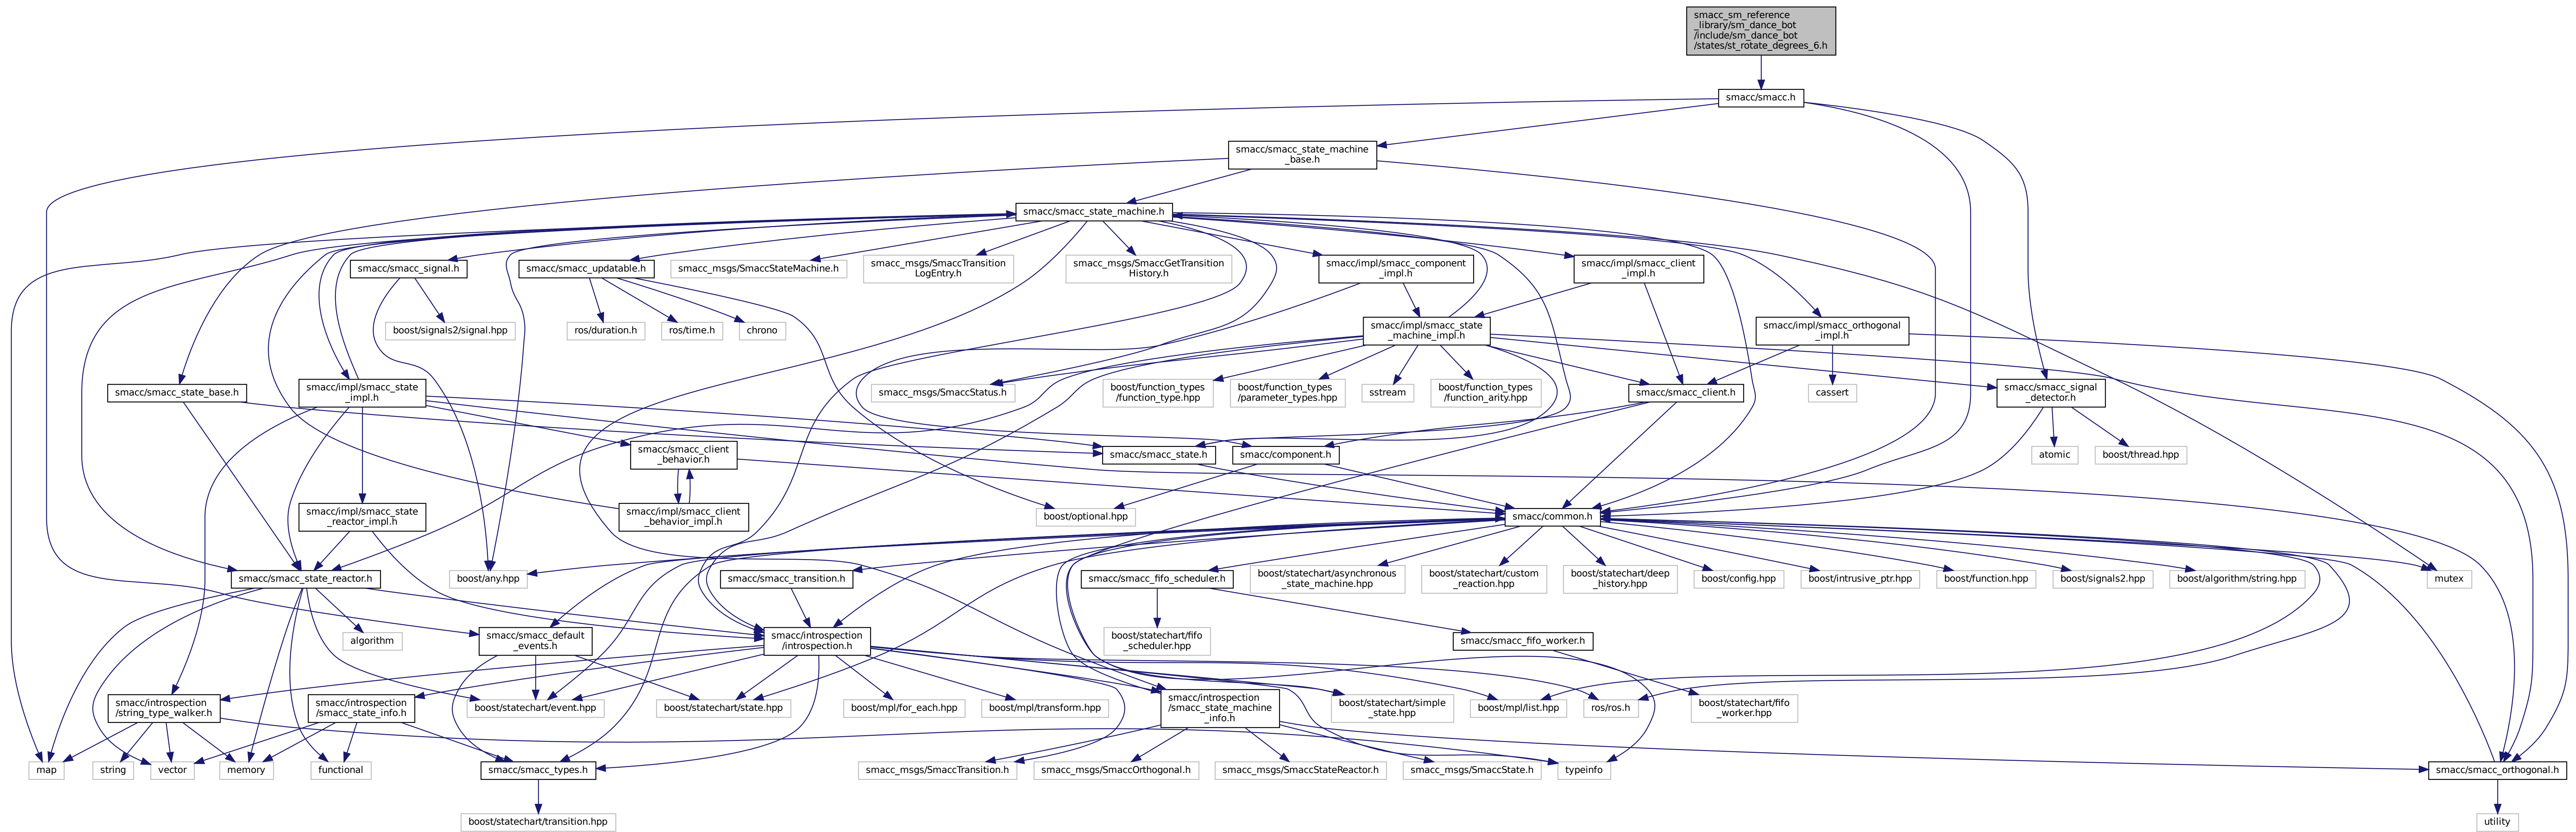 smacc_sm_reference
_library/sm_dance_bot
/include/sm_dance_bot
/states/st_rotate_degrees_6.h
smacc/smacc.h
smacc/smacc_state_machine
_base.h
smacc/smacc_state_machine.h
smacc/smacc_signal.h
smacc/smacc_updatable.h
smacc_msgs/SmaccStateMachine.h
smacc_msgs/SmaccTransition
LogEntry.h
smacc_msgs/SmaccGetTransition
History.h
smacc/impl/smacc_component
_impl.h
smacc/impl/smacc_client
_impl.h
boost/signals2/signal.hpp
ros/duration.h
ros/time.h
chrono
smacc/impl/smacc_state
_machine_impl.h
smacc/impl/smacc_orthogonal
_impl.h
smacc/smacc_state_base.h
smacc/impl/smacc_state
_impl.h
smacc_msgs/SmaccStatus.h
boost/function_types
/function_type.hpp
boost/function_types
/parameter_types.hpp
sstream
boost/function_types
/function_arity.hpp
smacc/smacc_client.h
cassert
smacc/smacc_signal
_detector.h
smacc/smacc_client
_behavior.h
smacc/smacc_state.h
smacc/component.h
atomic
boost/thread.hpp
smacc/impl/smacc_state
_reactor_impl.h
smacc/impl/smacc_client
_behavior_impl.h
boost/optional.hpp
smacc/common.h
smacc/smacc_state_reactor.h
boost/any.hpp
smacc/smacc_transition.h
smacc/smacc_fifo_scheduler.h
boost/statechart/asynchronous
_state_machine.hpp
boost/statechart/custom
_reaction.hpp
boost/statechart/deep
_history.hpp
boost/config.hpp
boost/intrusive_ptr.hpp
boost/function.hpp
boost/signals2.hpp
boost/algorithm/string.hpp
mutex
algorithm
smacc/smacc_default
_events.h
smacc/introspection
/introspection.h
boost/statechart/fifo
_scheduler.hpp
smacc/smacc_fifo_worker.h
smacc/introspection
/string_type_walker.h
smacc/introspection
/smacc_state_info.h
boost/statechart/event.hpp
boost/statechart/state.hpp
boost/mpl/for_each.hpp
boost/mpl/transform.hpp
smacc/introspection
/smacc_state_machine
_info.h
boost/statechart/simple
_state.hpp
boost/mpl/list.hpp
ros/ros.h
boost/statechart/fifo
_worker.hpp
map
string
vector
memory
functional
smacc/smacc_types.h
smacc_msgs/SmaccTransition.h
smacc_msgs/SmaccOrthogonal.h
smacc_msgs/SmaccStateReactor.h
smacc_msgs/SmaccState.h
typeinfo
smacc/smacc_orthogonal.h
boost/statechart/transition.hpp
utility